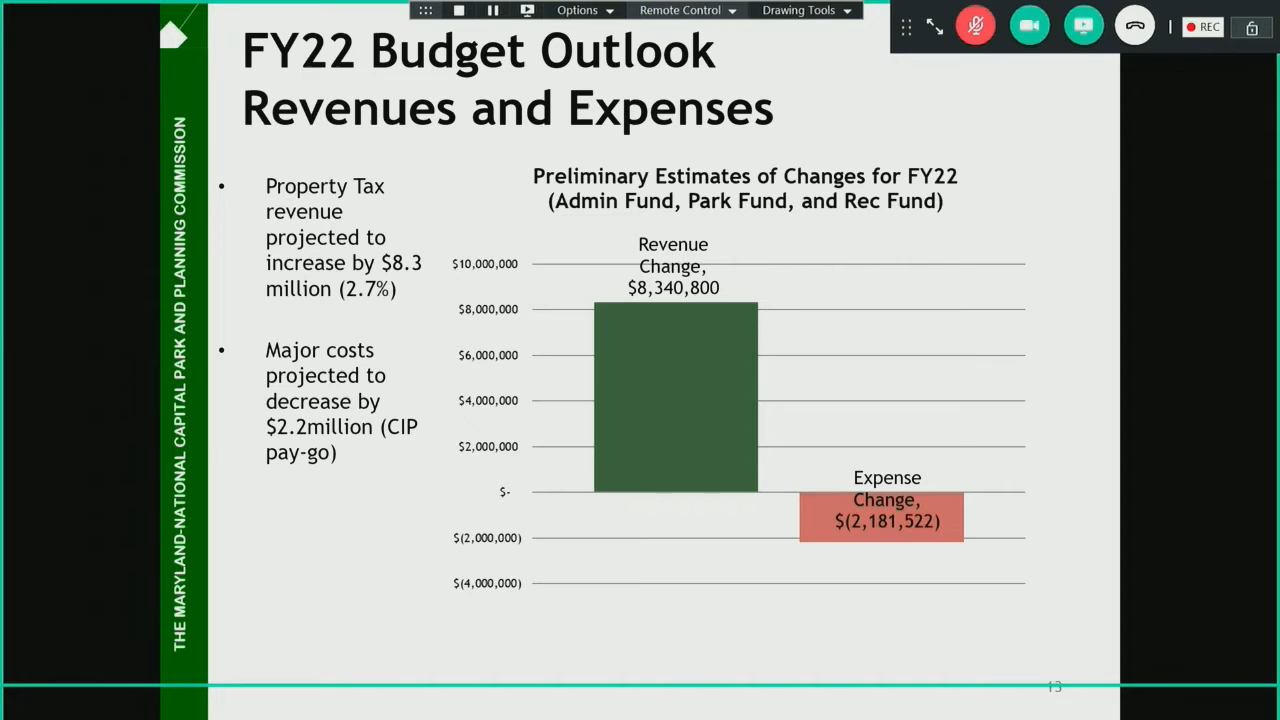 Options
Remote Control
Drawing Tools
REC
FY22 Budget Outlook
Revenues and Expenses
THE MARYLAND-NATIONAL CAPITAL PARK AND PLANNING COMMISSION
• Property Tax
revenue
projected to
increase by $8.3
million (2.7%)
• Major costs
projected to
decrease by
$2.2million (CIP
pay-go)
Preliminary Estimates of Changes for FY22
(Admin Fund, Park Fund, and Rec Fund)
Revenue
Change,
$8,340,800
$10,000,000
$8,000,000
$6,000,000
$4,000,000
$2,000,000
$-
$(2,000,000)
$(4,000,000)
Expense
Change,
$(2,181,522)
13